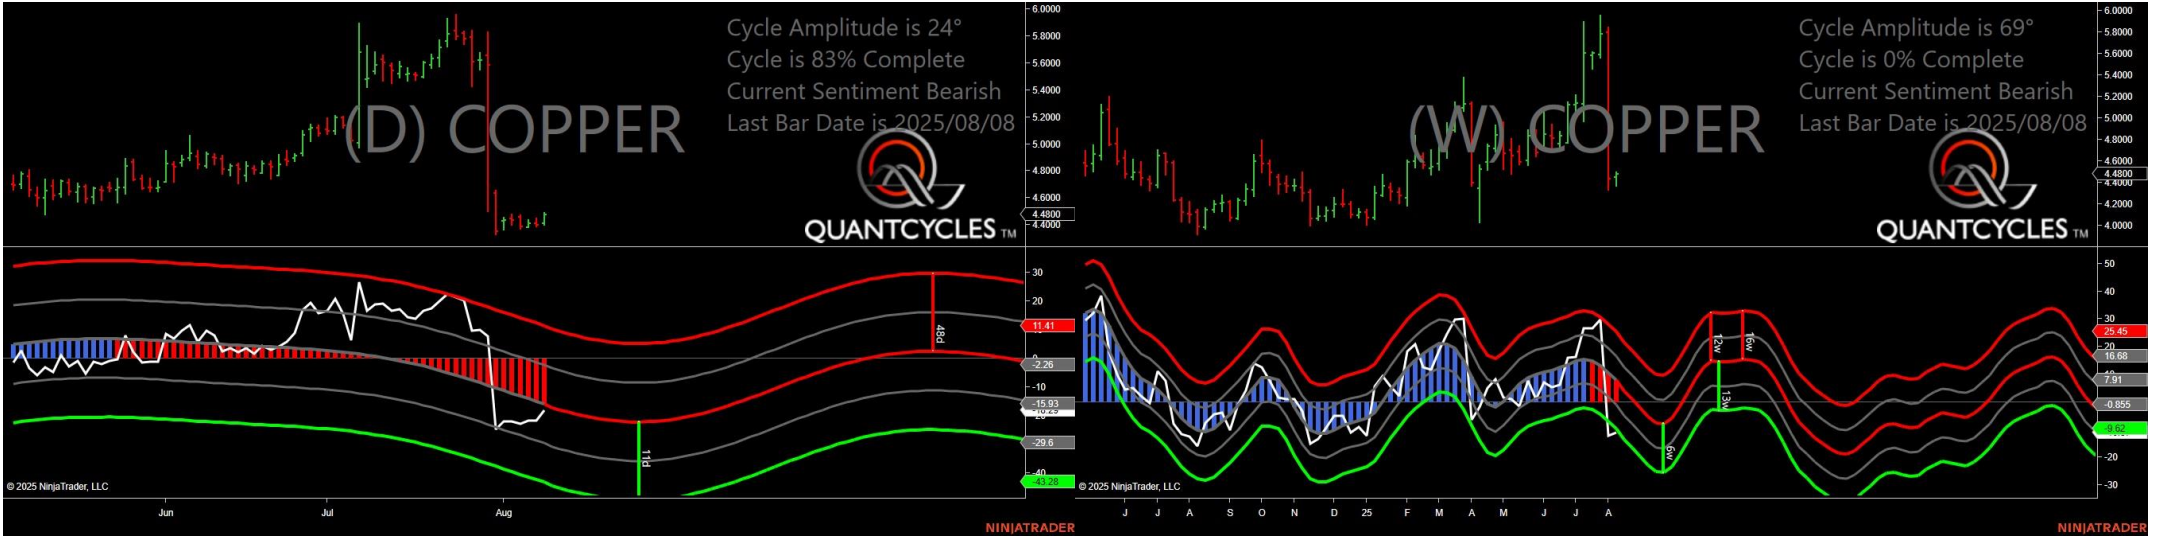 Cycle Amplitude is 24°
Cycle is 83% Complete
Current Sentiment Bearish
Last Bar Date is 2025/08/08
(D) COPPER
QUANTCYCLES TM
6.0000
5.8000
5.6000
5.4000
5.2000
5.0000
4.8000
4.6000
4.4800
4.4000
30
20
11.41
0
-2.26
-10
-15.93
-29.6
-40
-43.28
48d
11d
© 2025 NinjaTrader, LLC
Jun Jul Aug
NINJATRADER
Cycle Amplitude is 69°
Cycle is 0% Complete
Current Sentiment Bearish
Last Bar Date is 2025/08/08
(W) COPPER
QUANTCYCLES TM
6.0000
5.8000
5.6000
5.4000
5.2000
5.0000
4.8000
4.6000
4.4800
4.4000
4.2000
4.0000
50
40
30
25.45
20
16.68
7.91
-0.855
-9.62
-20
-30
12w
16w
13w
6w
© 2025 NinjaTrader, LLC
J J A S O N D 25 F M A M J J A
NINJATRADER